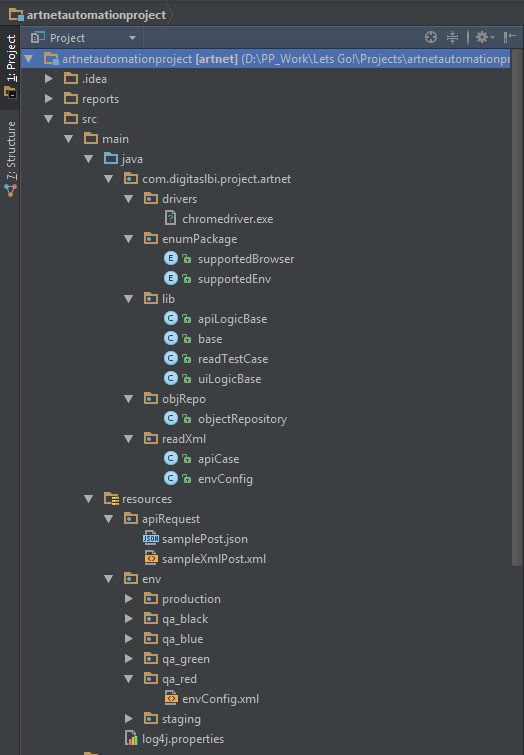 artnetautomationproject
Project
artnetautomationproject [artnet] (D:\PP_Work\Lets Go!\Projects\artnetautomationpr
.idea
reports
src
main
java
com.digitaslbi.project.artnet
drivers
chromedriver.exe
enumPackage
supportedBrowser
supportedEnv
lib
apiLogicBase
base
readTestCase
uiLogicBase
objRepo
objectRepository
readXml
apiCase
envConfig
resources
apiRequest
samplePost.json
sampleXmlPost.xml
env
production
qa_black
qa_blue
qa_green
qa_red
envConfig.xml
staging
log4j.properties
1: Project
7: Structure